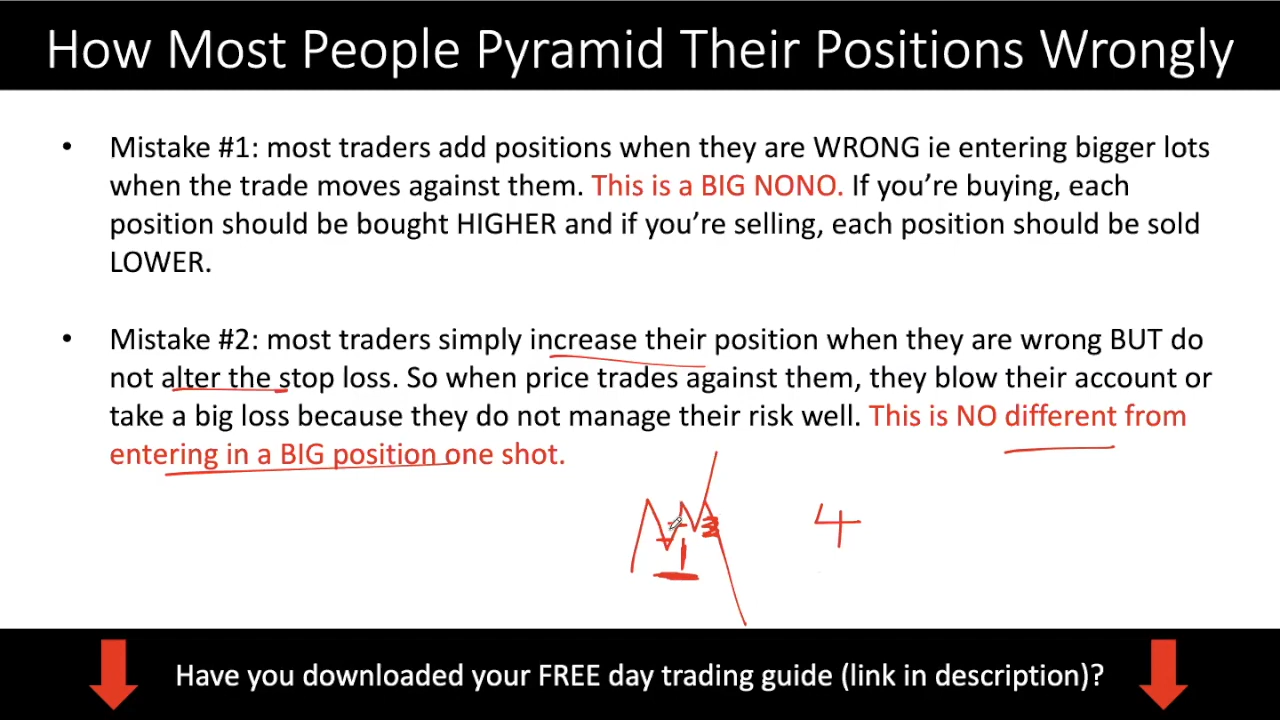 How Most People Pyramid Their Positions Wrongly
• Mistake #1: most traders add positions when they are WRONG ie entering bigger lots
when the trade moves against them. This is a BIG NONO. If you’re buying, each
position should be bought HIGHER and if you’re selling, each position should be sold
LOWER.
• Mistake #2: most traders simply increase their position when they are wrong BUT do
not alter the stop loss. So when price trades against them, they blow their account or
take a big loss because they do not manage their risk well. This is NO different from
entering in a BIG position one shot.
4
Have you downloaded your FREE day trading guide (link in description)?